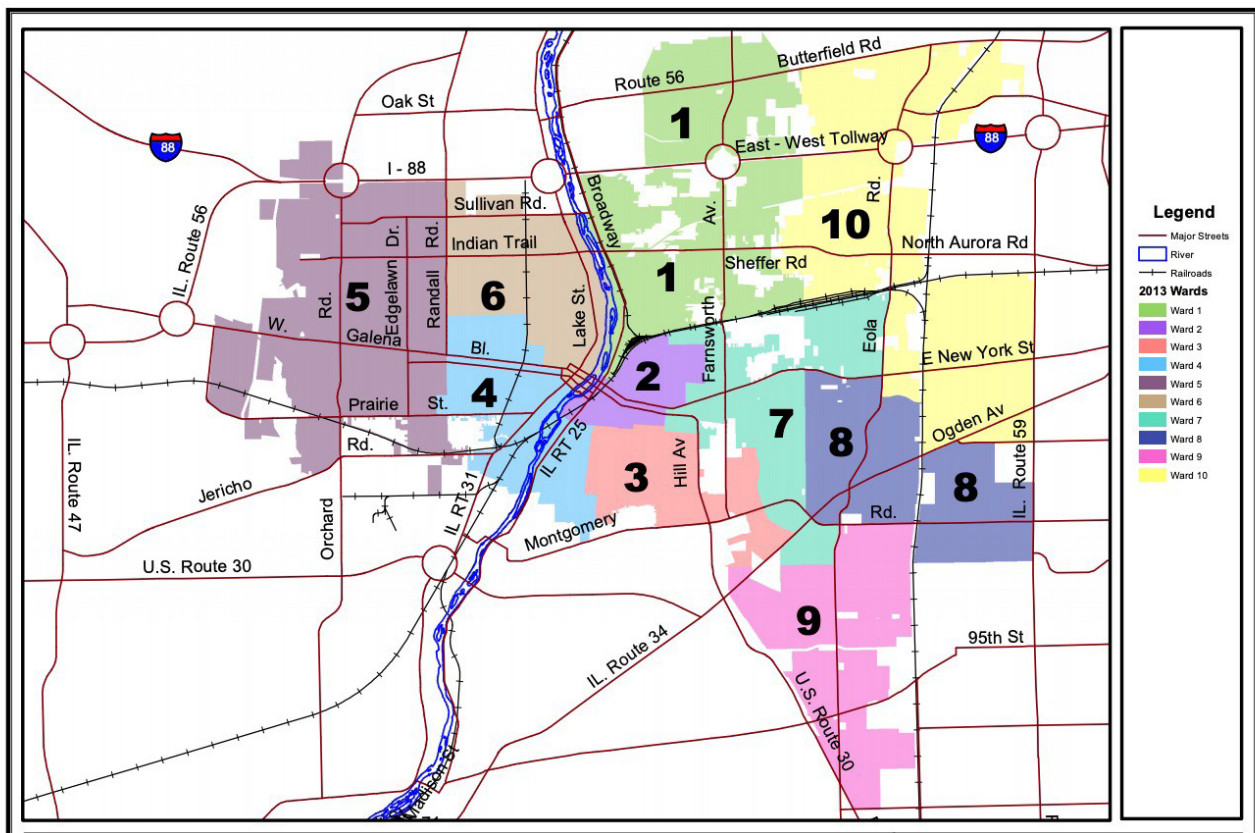 Butterfield Rd
Route 56
Oak St
1
East - West Tollway
88
88
I - 88
IL. Route 56
Sullivan Rd.
Broadway
Av.
Rd.
10
Indian Trail
Dr.
Rd.
North Aurora Rd
Sheffer Rd
1
5
6
Rd.
Edgelawn
Randall
Lake St.
Farnsworth
Eola
W.
Galena
Bl.
E New York St
2
4
Prairie
St.
7
8
Ogden Av
Rd.
IL RT 25
Hill Av
3
8
IL. Route 59
IL. Route 47
Jericho
IL RT 31
Orchard
Montgomery
Rd.
U.S. Route 30
9
95th St
IL. Route 34
U.S. Route 30
Madison St
Legend
Major Streets
River
Railroads
2013 Wards
Ward 1
Ward 2
Ward 3
Ward 4
Ward 5
Ward 6
Ward 7
Ward 8
Ward 9
Ward 10